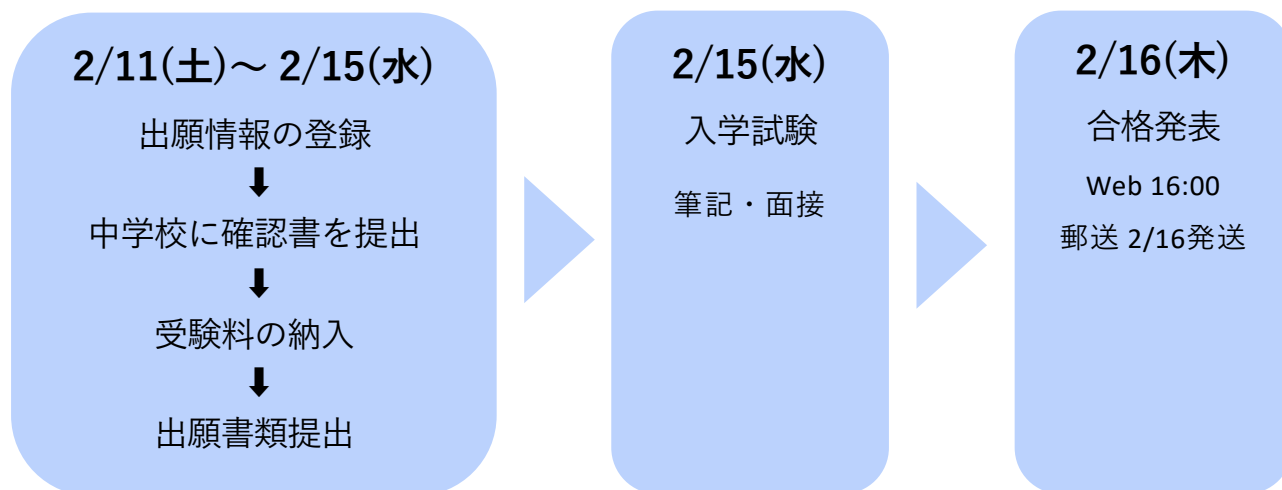 2/11(土)～ 2/15(水)
出願情報の登録
⬇
中学校に確認書を提出
⬇
受験料の納入
⬇
出願書類提出
2/15(水)
入学試験
筆記・面接
2/16(木)
合格発表
Web 16:00
郵送 2/16発送